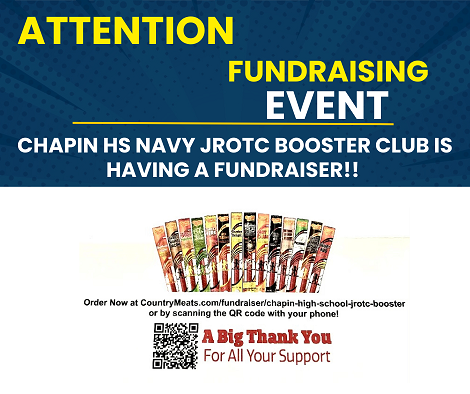 ATTENTION
FUNDRAISING
EVENT
CHAPIN HS NAVY JROTC BOOSTER CLUB IS
HAVING A FUNDRAISER!!
Order Now at CountryMeats.com/fundraiser/chapin-high-school-jrotc-booster
or by scanning the QR code with your phone!
A Big Thank You
For All Your Support